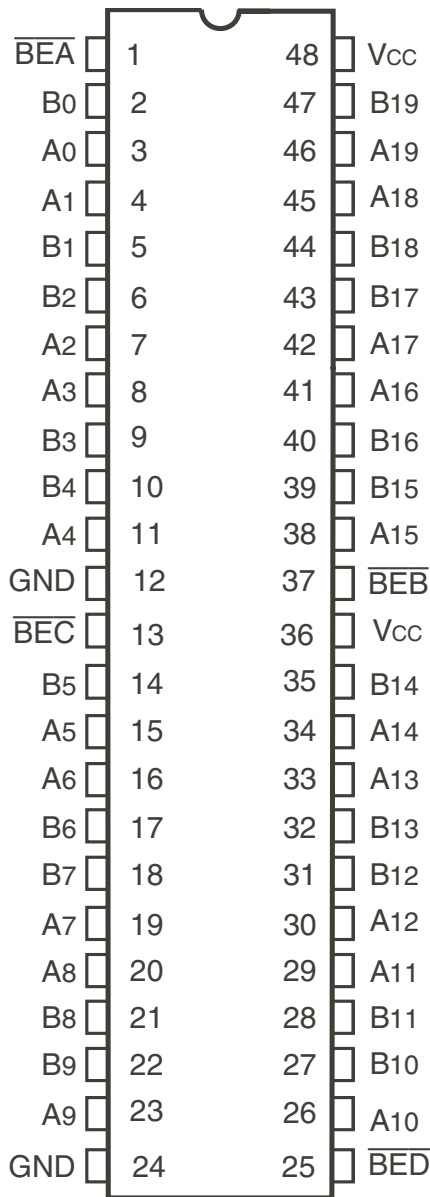 B̅E̅A̅ 1 48 VCC
B0 2 47 B19
A0 3 46 A19
A1 4 45 A18
B1 5 44 B18
B2 6 43 B17
A2 7 42 A17
A3 8 41 A16
B3 9 40 B16
B4 10 39 B15
A4 11 38 A15
GND 12 37 B̅E̅B̅
B̅E̅C̅ 13 36 VCC
B5 14 35 B14
A5 15 34 A14
A6 16 33 A13
B6 17 32 B13
B7 18 31 B12
A7 19 30 A12
A8 20 29 A11
B8 21 28 B11
B9 22 27 B10
A9 23 26 A10
GND 24 25 B̅E̅D̅